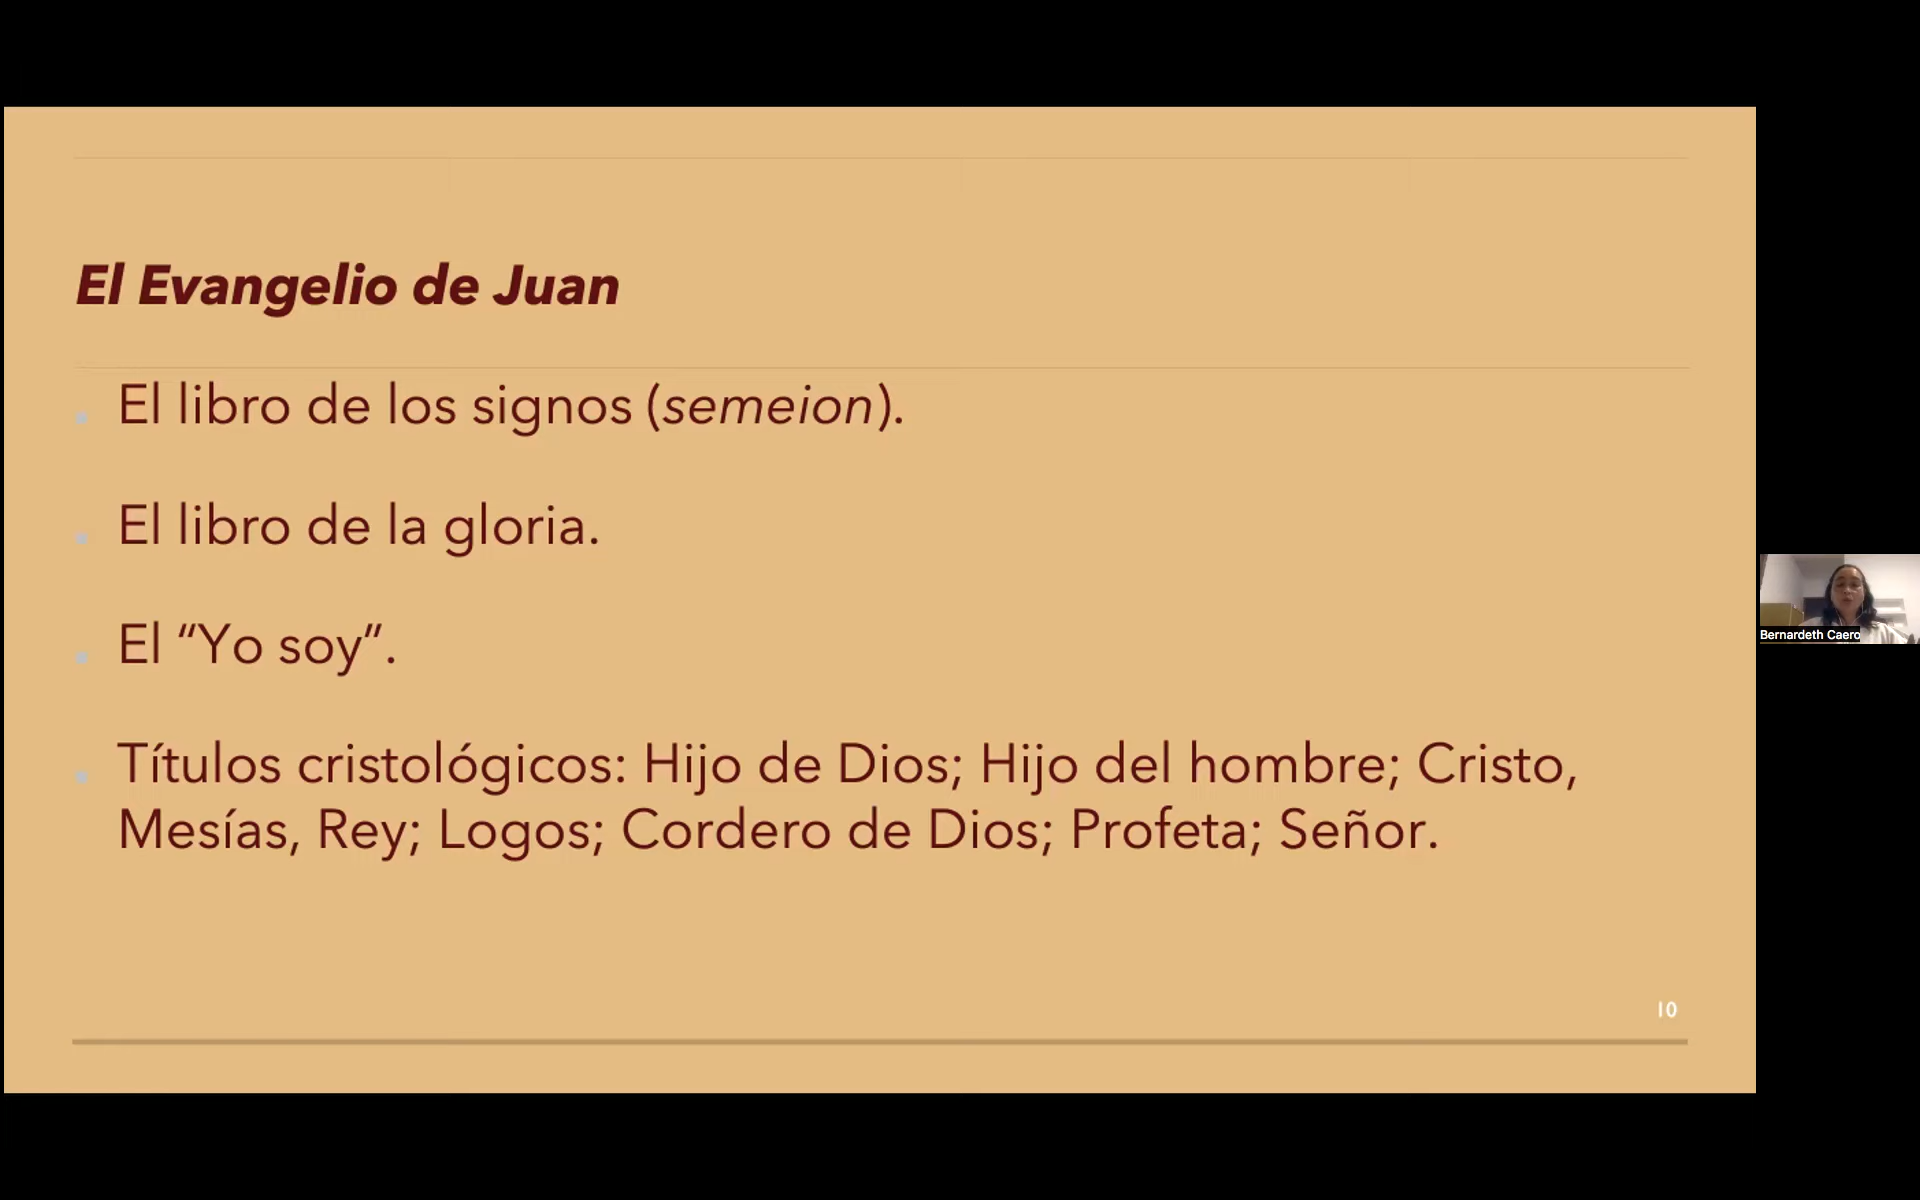 El Evangelio de Juan
El libro de los signos (semeion).
El libro de la gloria.
El “Yo soy”.
Títulos cristológicos: Hijo de Dios; Hijo del hombre; Cristo,
Mesías, Rey; Logos; Cordero de Dios; Profeta; Señor.
Bernardeth Caero
10